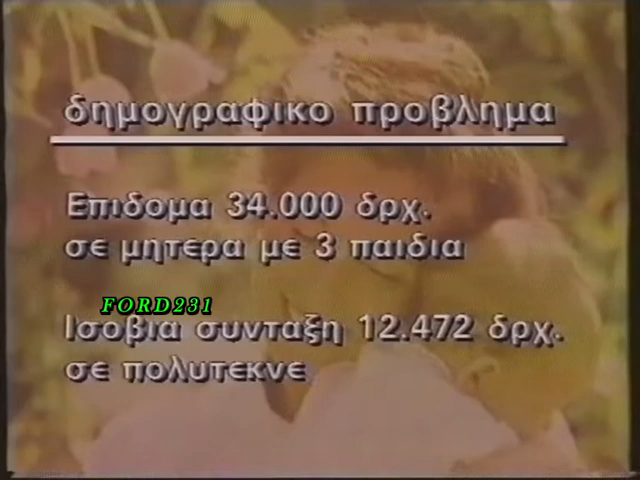 δημογραφικο προβλημα
Επιδομα 34.000 δρχ.
σε μητερα με 3 παιδια
FORD231
Ισοβια συνταξη 12.472 δρχ.
σε πολυτεκνε